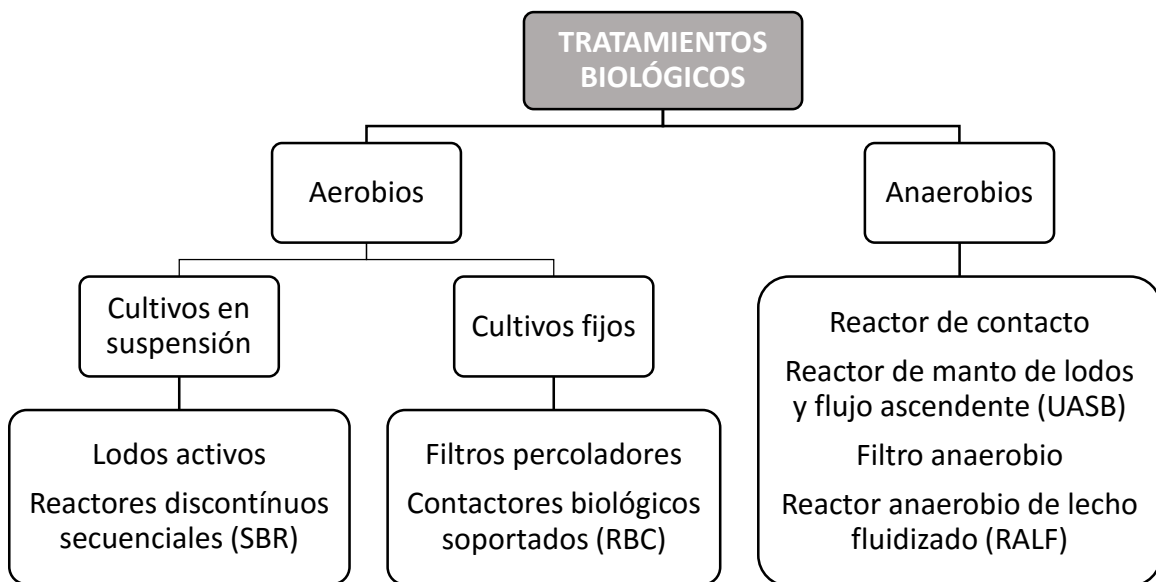 TRATAMIENTOS
BIOLÓGICOS
Aerobios
Anaerobios
Cultivos en
suspensión
Cultivos fijos
Lodos activos
Reactores discontínuos
secuenciales (SBR)
Filtros percoladores
Contactores biológicos
soportados (RBC)
Reactor de contacto
Reactor de manto de lodos
y flujo ascendente (UASB)
Filtro anaerobio
Reactor anaerobio de lecho
fluidizado (RALF)